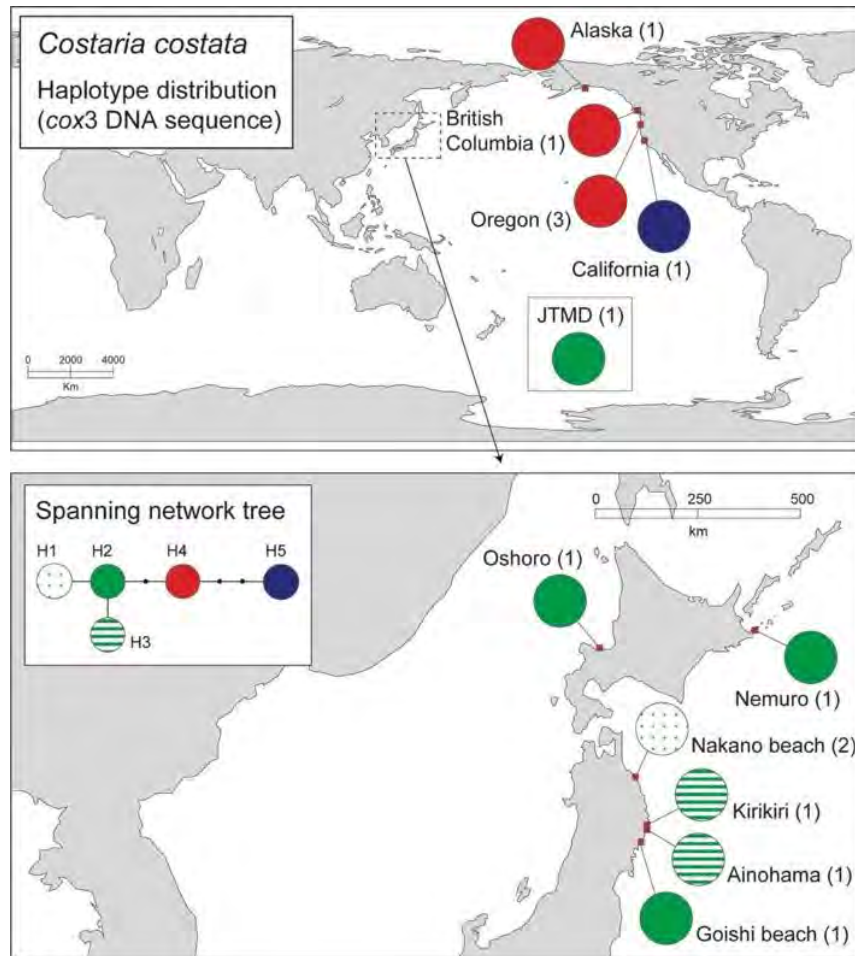 Costaria costata
Haplotype distribution
(cox3 DNA sequence)
Alaska (1)
British
Columbia (1)
Oregon (3)
California (1)
JTMD (1)
0 2000 4000
Km
Spanning network tree
H1 H2 H4 H5
H3
0 250 500
km
Oshoro (1)
Nemuro (1)
Nakano beach (2)
Kirikiri (1)
Ainohama (1)
Goishi beach (1)